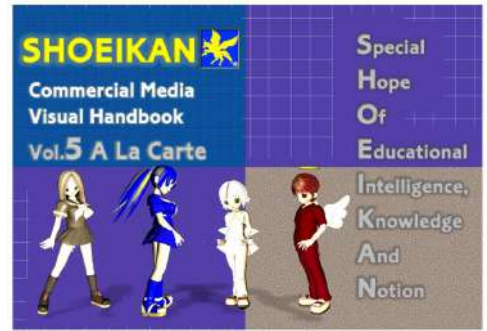 SHOEIKAN
Commercial Media
Visual Handbook
Vol.5 A La Carte
Special
Hope
Of
Educational
Intelligence,
Knowledge
And
Notion